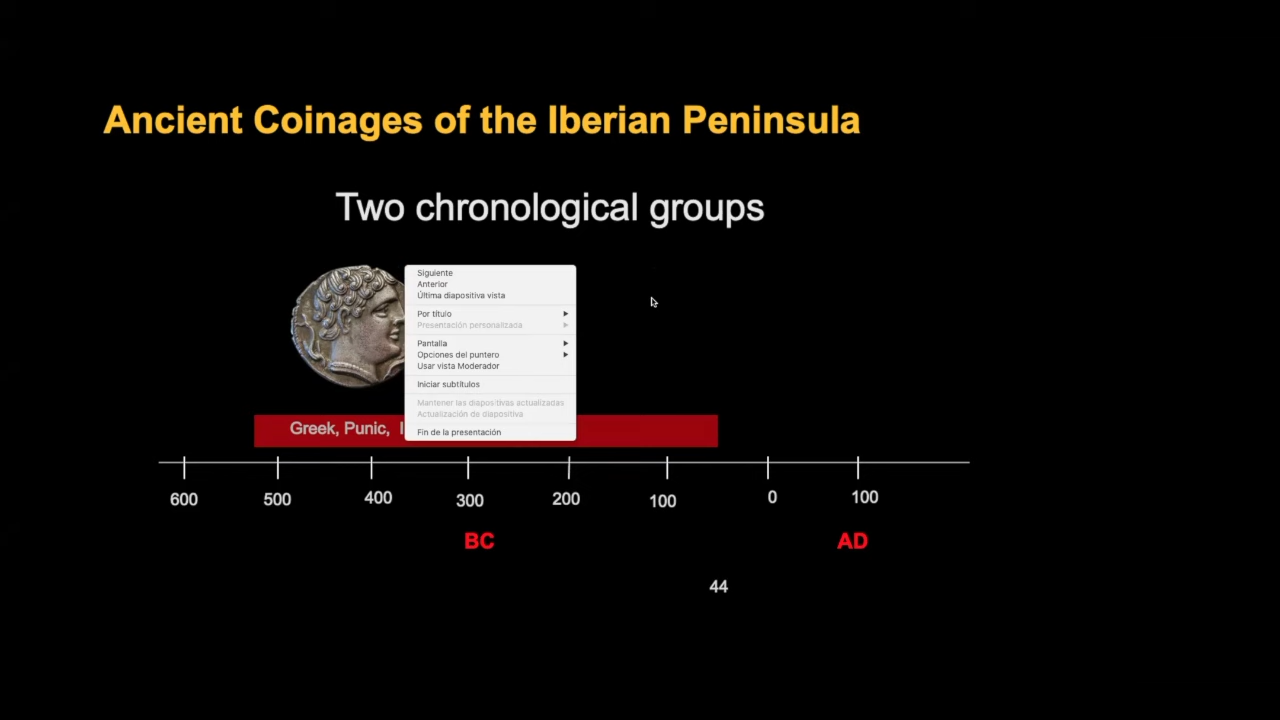 Ancient Coinages of the Iberian Peninsula
Two chronological groups
Siguiente
Anterior
Última diapositiva vista
Por título
Presentación personalizada
Pantalla
Opciones del puntero
Usar vista Moderador
Iniciar subtítulos
Mantener las diapositivas actualizadas
Actualización de diapositiva
Fin de la presentación
Greek, Punic,
600 500 400 300 200 100 0 100
BC AD
44